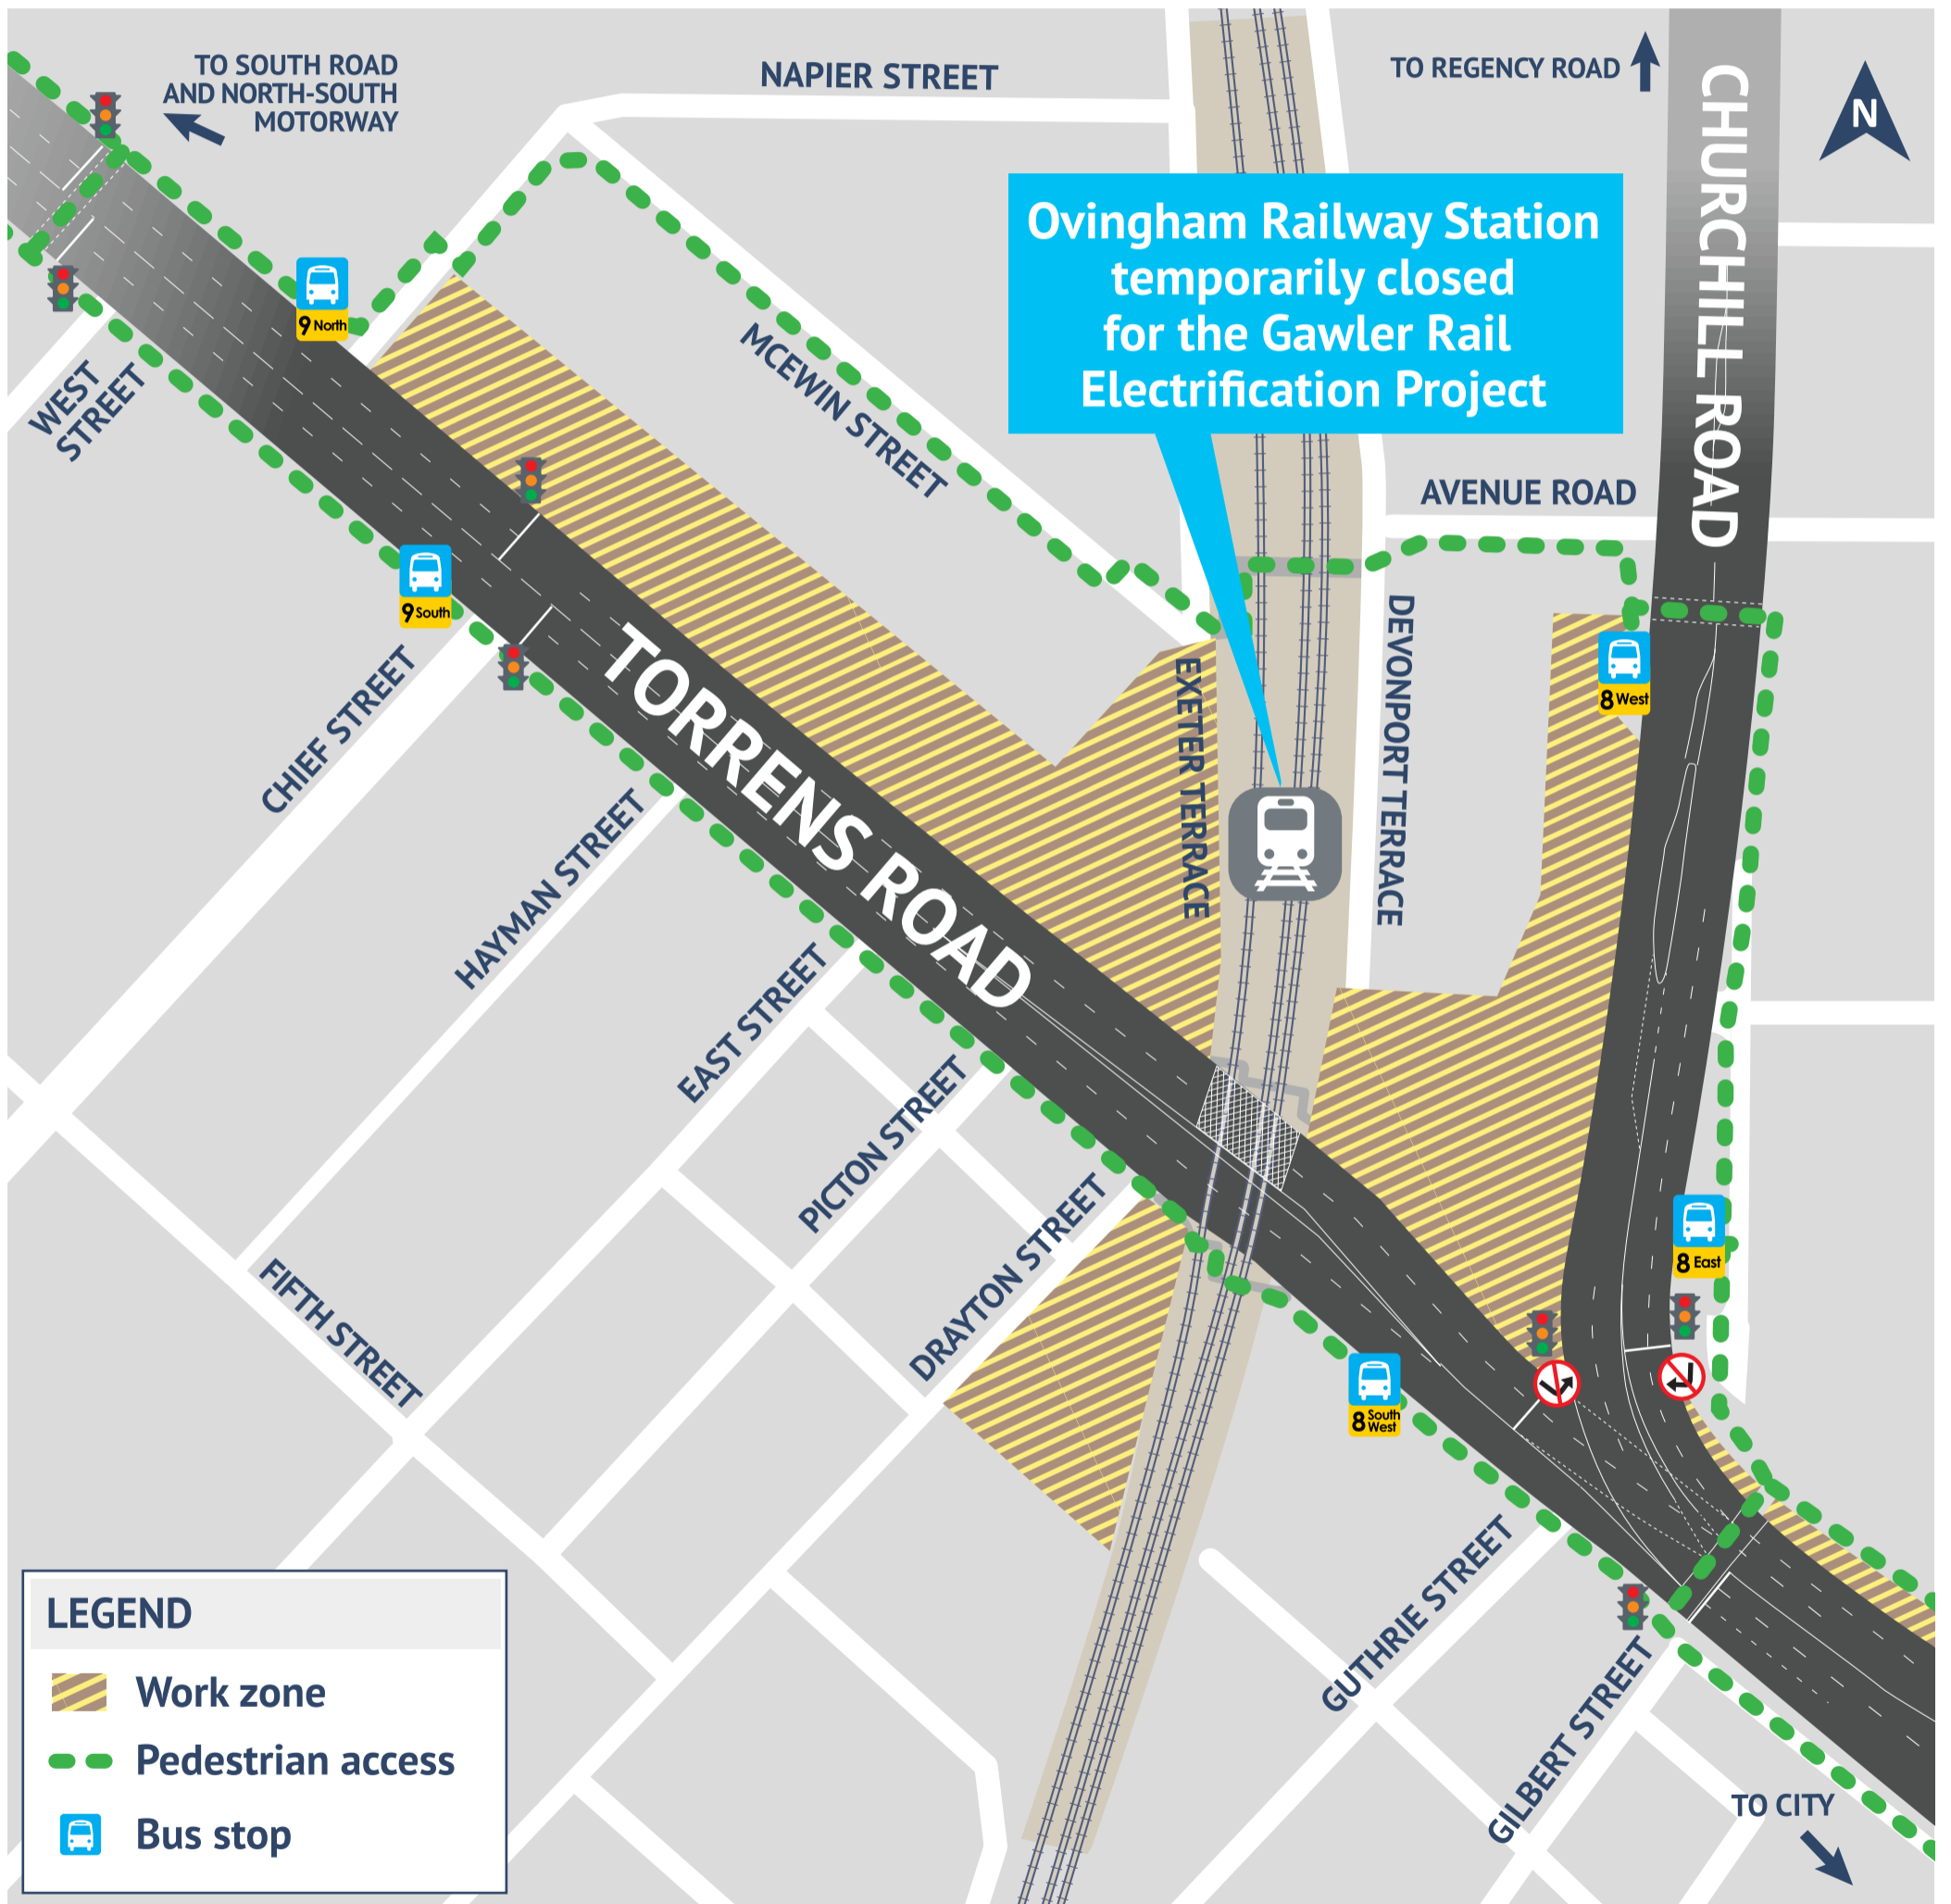 TO SOUTH ROAD
AND NORTH-SOUTH
MOTORWAY
NAPIER STREET
TO REGENCY ROAD
N
CHURCHILL ROAD
Ovingham Railway Station
temporarily closed
for the Gawler Rail
Electrification Project
9 North
WEST
STREET
MCEWIN STREET
AVENUE ROAD
9 South
CHIEF STREET
TORRENS ROAD
EXETER TERRACE
DEVONPORT TERRACE
8 West
HAYMAN STREET
EAST STREET
PICTON STREET
DRAYTON STREET
FIFTH STREET
8 East
8 South
West
GUTHRIE STREET
GILBERT STREET
TO CITY
LEGEND
Work zone
Pedestrian access
Bus stop